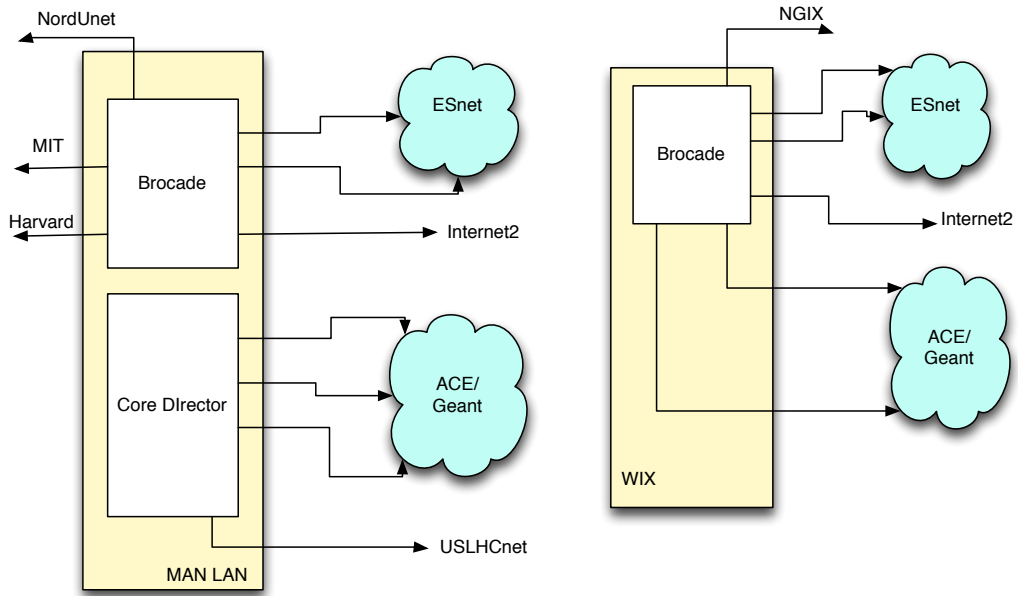 NordUnet
MIT
Harvard
Brocade
ESnet
Internet2
Core DIrector
ACE/
Geant
USLHCnet
MAN LAN
NGIX
Brocade
ESnet
Internet2
ACE/
Geant
WIX